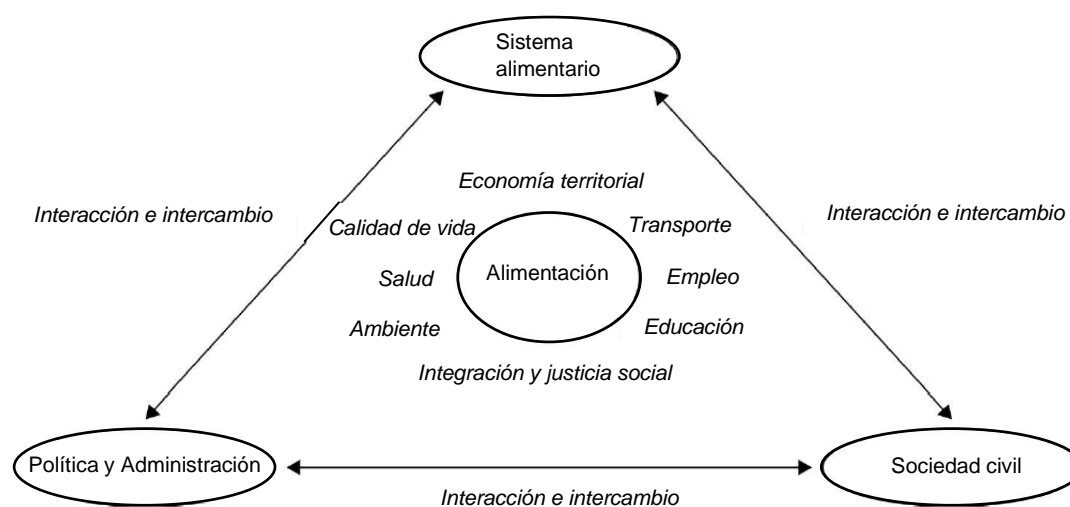 Sistema
alimentario
Economía territorial
Interacción e intercambio
Interacción e intercambio
Calidad de vida
Transporte
Alimentación
Salud
Empleo
Ambiente
Educación
Integración y justicia social
Política y Administración
Sociedad civil
Interacción e intercambio